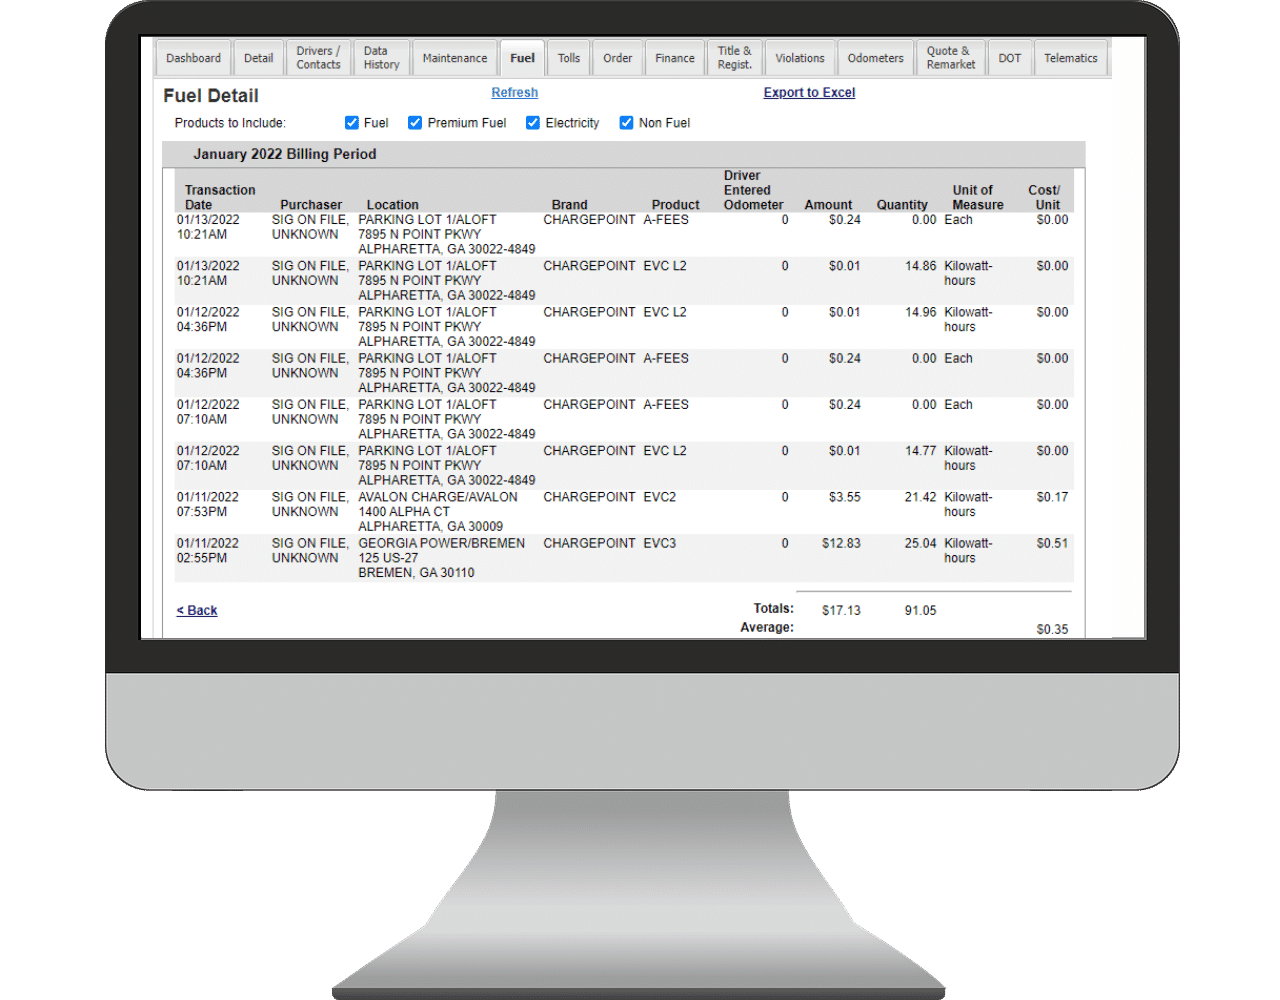 Dashboard Detail Drivers / Contacts Data History Maintenance Fuel Tolls Order Finance Title & Regist. Violations Odometers Quote & Remarket DOT Telematics
Fuel Detail Refresh Export to Excel
Products to Include: Fuel Premium Fuel Electricity Non Fuel
January 2022 Billing Period
Transaction Date Purchaser Location Brand Product Driver Entered Odometer Amount Quantity Unit of Measure Cost/ Unit
01/13/2022 SIG ON FILE, PARKING LOT 1/ALOFT CHARGEPOINT A-FEES 0 $0.24 0.00 Each $0.00
10:21AM UNKNOWN 7895 N POINT PKWY
ALPHARETTA, GA 30022-4849
01/13/2022 SIG ON FILE, PARKING LOT 1/ALOFT CHARGEPOINT EVC L2 0 $0.01 14.86 Kilowatt- $0.00
10:21AM UNKNOWN 7895 N POINT PKWY hours
ALPHARETTA, GA 30022-4849
01/12/2022 SIG ON FILE, PARKING LOT 1/ALOFT CHARGEPOINT EVC L2 0 $0.01 14.96 Kilowatt- $0.00
04:36PM UNKNOWN 7895 N POINT PKWY hours
ALPHARETTA, GA 30022-4849
01/12/2022 SIG ON FILE, PARKING LOT 1/ALOFT CHARGEPOINT A-FEES 0 $0.24 0.00 Each $0.00
04:36PM UNKNOWN 7895 N POINT PKWY
ALPHARETTA, GA 30022-4849
01/12/2022 SIG ON FILE, PARKING LOT 1/ALOFT CHARGEPOINT A-FEES 0 $0.24 0.00 Each $0.00
07:10AM UNKNOWN 7895 N POINT PKWY
ALPHARETTA, GA 30022-4849
01/12/2022 SIG ON FILE, PARKING LOT 1/ALOFT CHARGEPOINT EVC L2 0 $0.01 14.77 Kilowatt- $0.00
07:10AM UNKNOWN 7895 N POINT PKWY hours
ALPHARETTA, GA 30022-4849
01/11/2022 SIG ON FILE, AVALON CHARGE/AVALON CHARGEPOINT EVC2 0 $3.55 21.42 Kilowatt- $0.17
07:53PM UNKNOWN 1400 ALPHA CT hours
ALPHARETTA, GA 30009
01/11/2022 SIG ON FILE, GEORGIA POWER/BREMEN CHARGEPOINT EVC3 0 $12.83 25.04 Kilowatt- $0.51
02:55PM UNKNOWN 125 US-27 hours
BREMEN, GA 30110
< Back Totals: $17.13 91.05
Average: $0.35